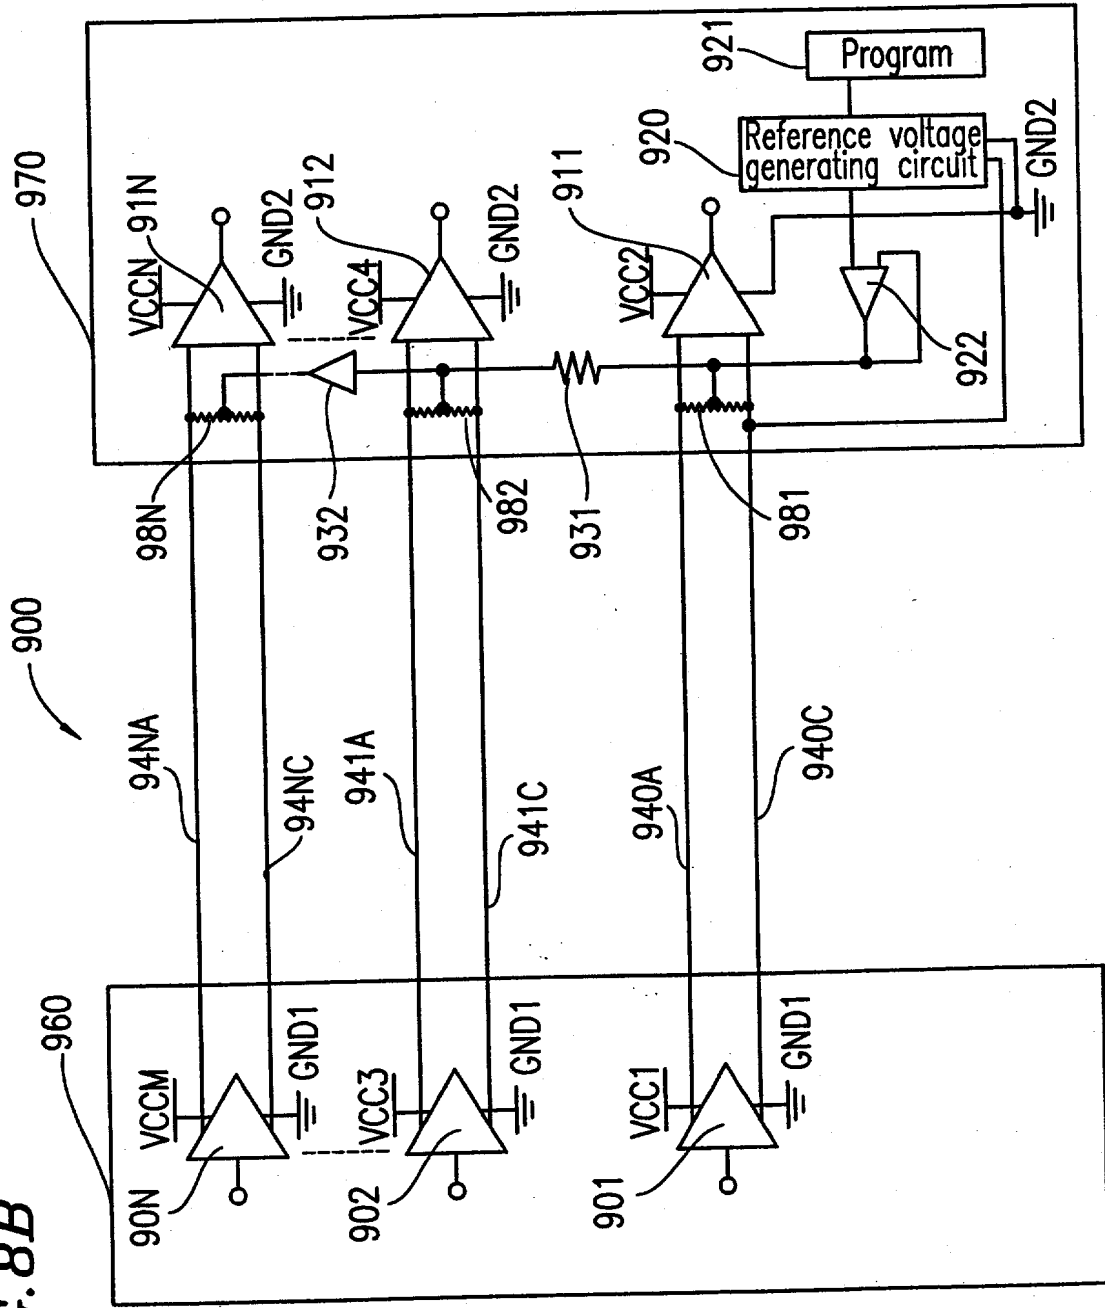 .8B
900
960
970
90N
VCCM
GND1
902
VCC3
GND1
901
VCC1
GND1
94NA
94NC
941A
941C
940A
940C
98N
932
982
931
981
VCCN
91N
GND2
VCC4
912
GND2
VCC2
911
922
920
Reference voltage
generating circuit
921
Program
GND2